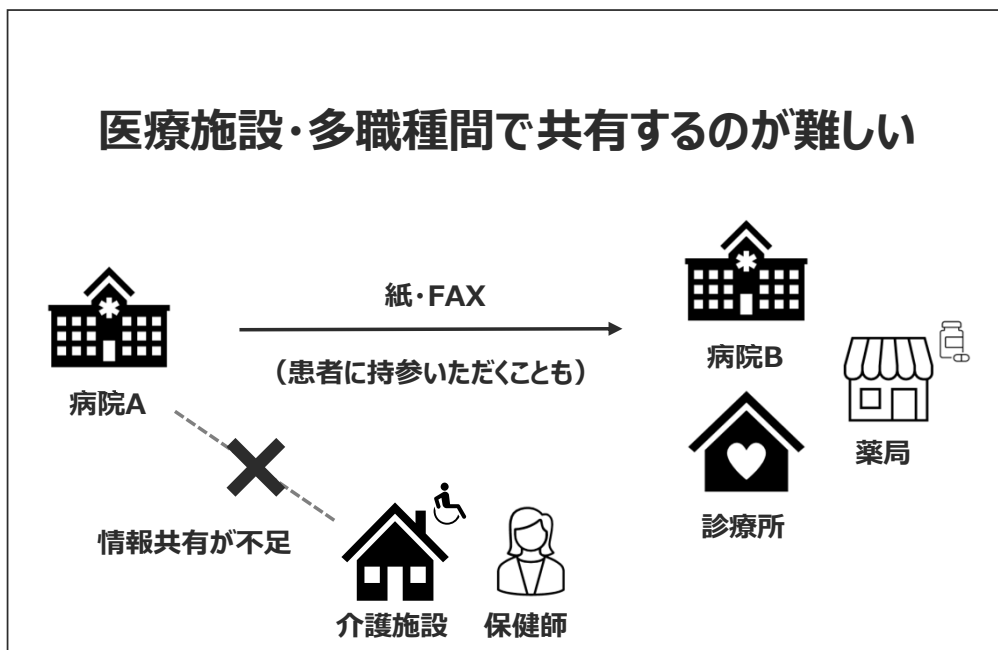 医療施設・多職種間で共有するのが難しい
紙・FAX
(患者に持参いただくことも)
病院A
病院B
薬局
診療所
情報共有が不足
介護施設
保健師